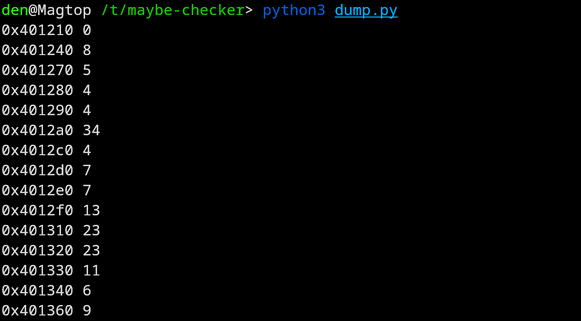 den@Magtop /t/maybe-checker> python3 dump.py
0x401210 0
0x401240 8
0x401270 5
0x401280 4
0x401290 4
0x4012a0 34
0x4012c0 4
0x4012d0 7
0x4012e0 7
0x4012f0 13
0x401310 23
0x401320 23
0x401330 11
0x401340 6
0x401360 9